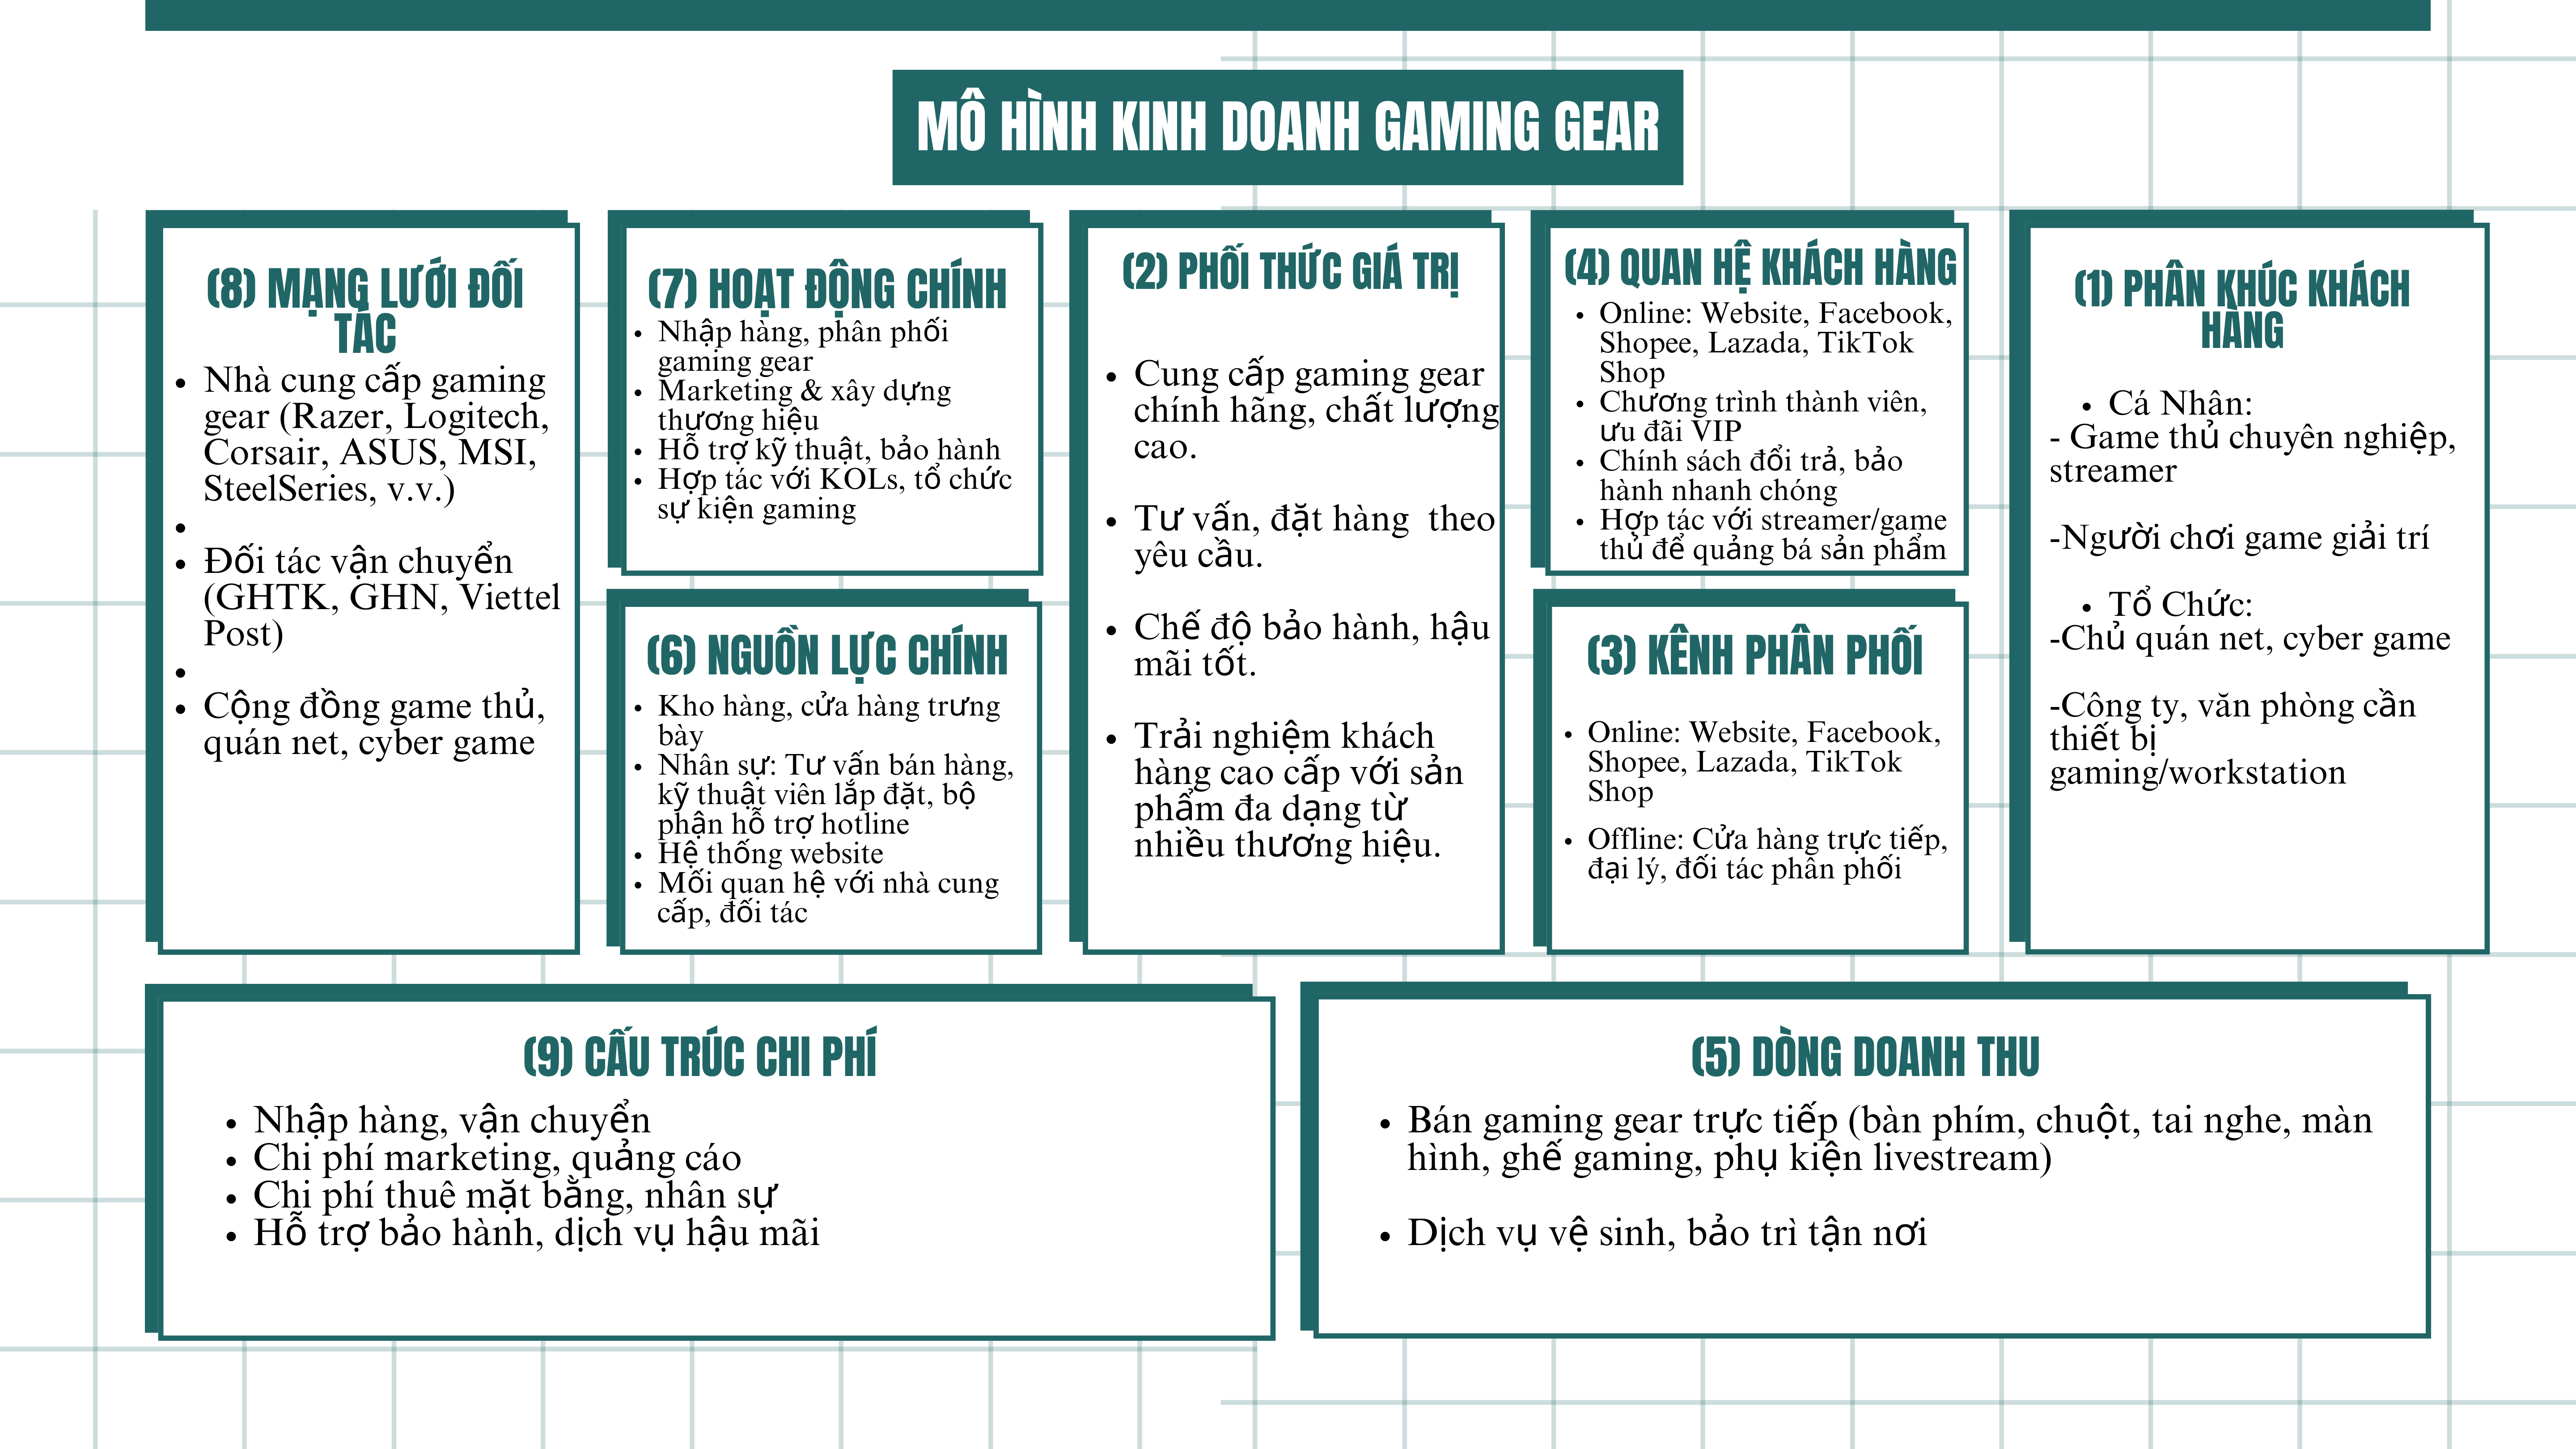 MÔ HÌNH KINH DOANH GAMING GEAR
(8) MẠNG LƯỚI ĐỐI
TÁC
• Nhà cung cấp gaming
gear (Razer, Logitech,
Corsair, ASUS, MSI,
SteelSeries, v.v.)
•
• Đối tác vận chuyển
(GHTK, GHN, Viettel
Post)
•
• Cộng đồng game thủ,
quán net, cyber game
(7) HOẠT ĐỘNG CHÍNH
• Nhập hàng, phân phối
gaming gear
• Marketing & xây dựng
thương hiệu
• Hỗ trợ kỹ thuật, bảo hành
• Hợp tác với KOLs, tổ chức
sự kiện gaming
(6) NGUỒN LỰC CHÍNH
• Kho hàng, cửa hàng trưng
bày
• Nhân sự: Tư vấn bán hàng,
kỹ thuật viên lắp đặt, bộ
phận hỗ trợ hotline
• Hệ thống website
• Mối quan hệ với nhà cung
cấp, đối tác
(2) PHỐI THỨC GIÁ TRỊ
• Cung cấp gaming gear
chính hãng, chất lượng
cao.
• Tư vấn, đặt hàng  theo
yêu cầu.
• Chế độ bảo hành, hậu
mãi tốt.
• Trải nghiệm khách
hàng cao cấp với sản
phẩm đa dạng từ
nhiều thương hiệu.
(4) QUAN HỆ KHÁCH HÀNG
• Online: Website, Facebook,
Shopee, Lazada, TikTok
Shop
• Chương trình thành viên,
ưu đãi VIP
• Chính sách đổi trả, bảo
hành nhanh chóng
• Hợp tác với streamer/game
thủ để quảng bá sản phẩm
(3) KÊNH PHÂN PHỐI
• Online: Website, Facebook,
Shopee, Lazada, TikTok
Shop
• Offline: Cửa hàng trực tiếp,
đại lý, đối tác phân phối
(1) PHÂN KHÚC KHÁCH
HÀNG
• Cá Nhân:
- Game thủ chuyên nghiệp,
streamer
-Người chơi game giải trí
• Tổ Chức:
-Chủ quán net, cyber game
-Công ty, văn phòng cần
thiết bị
gaming/workstation
(9) CẤU TRÚC CHI PHÍ
• Nhập hàng, vận chuyển
• Chi phí marketing, quảng cáo
• Chi phí thuê mặt bằng, nhân sự
• Hỗ trợ bảo hành, dịch vụ hậu mãi
(5) DÒNG DOANH THU
• Bán gaming gear trực tiếp (bàn phím, chuột, tai nghe, màn
hình, ghế gaming, phụ kiện livestream)
• Dịch vụ vệ sinh, bảo trì tận nơi